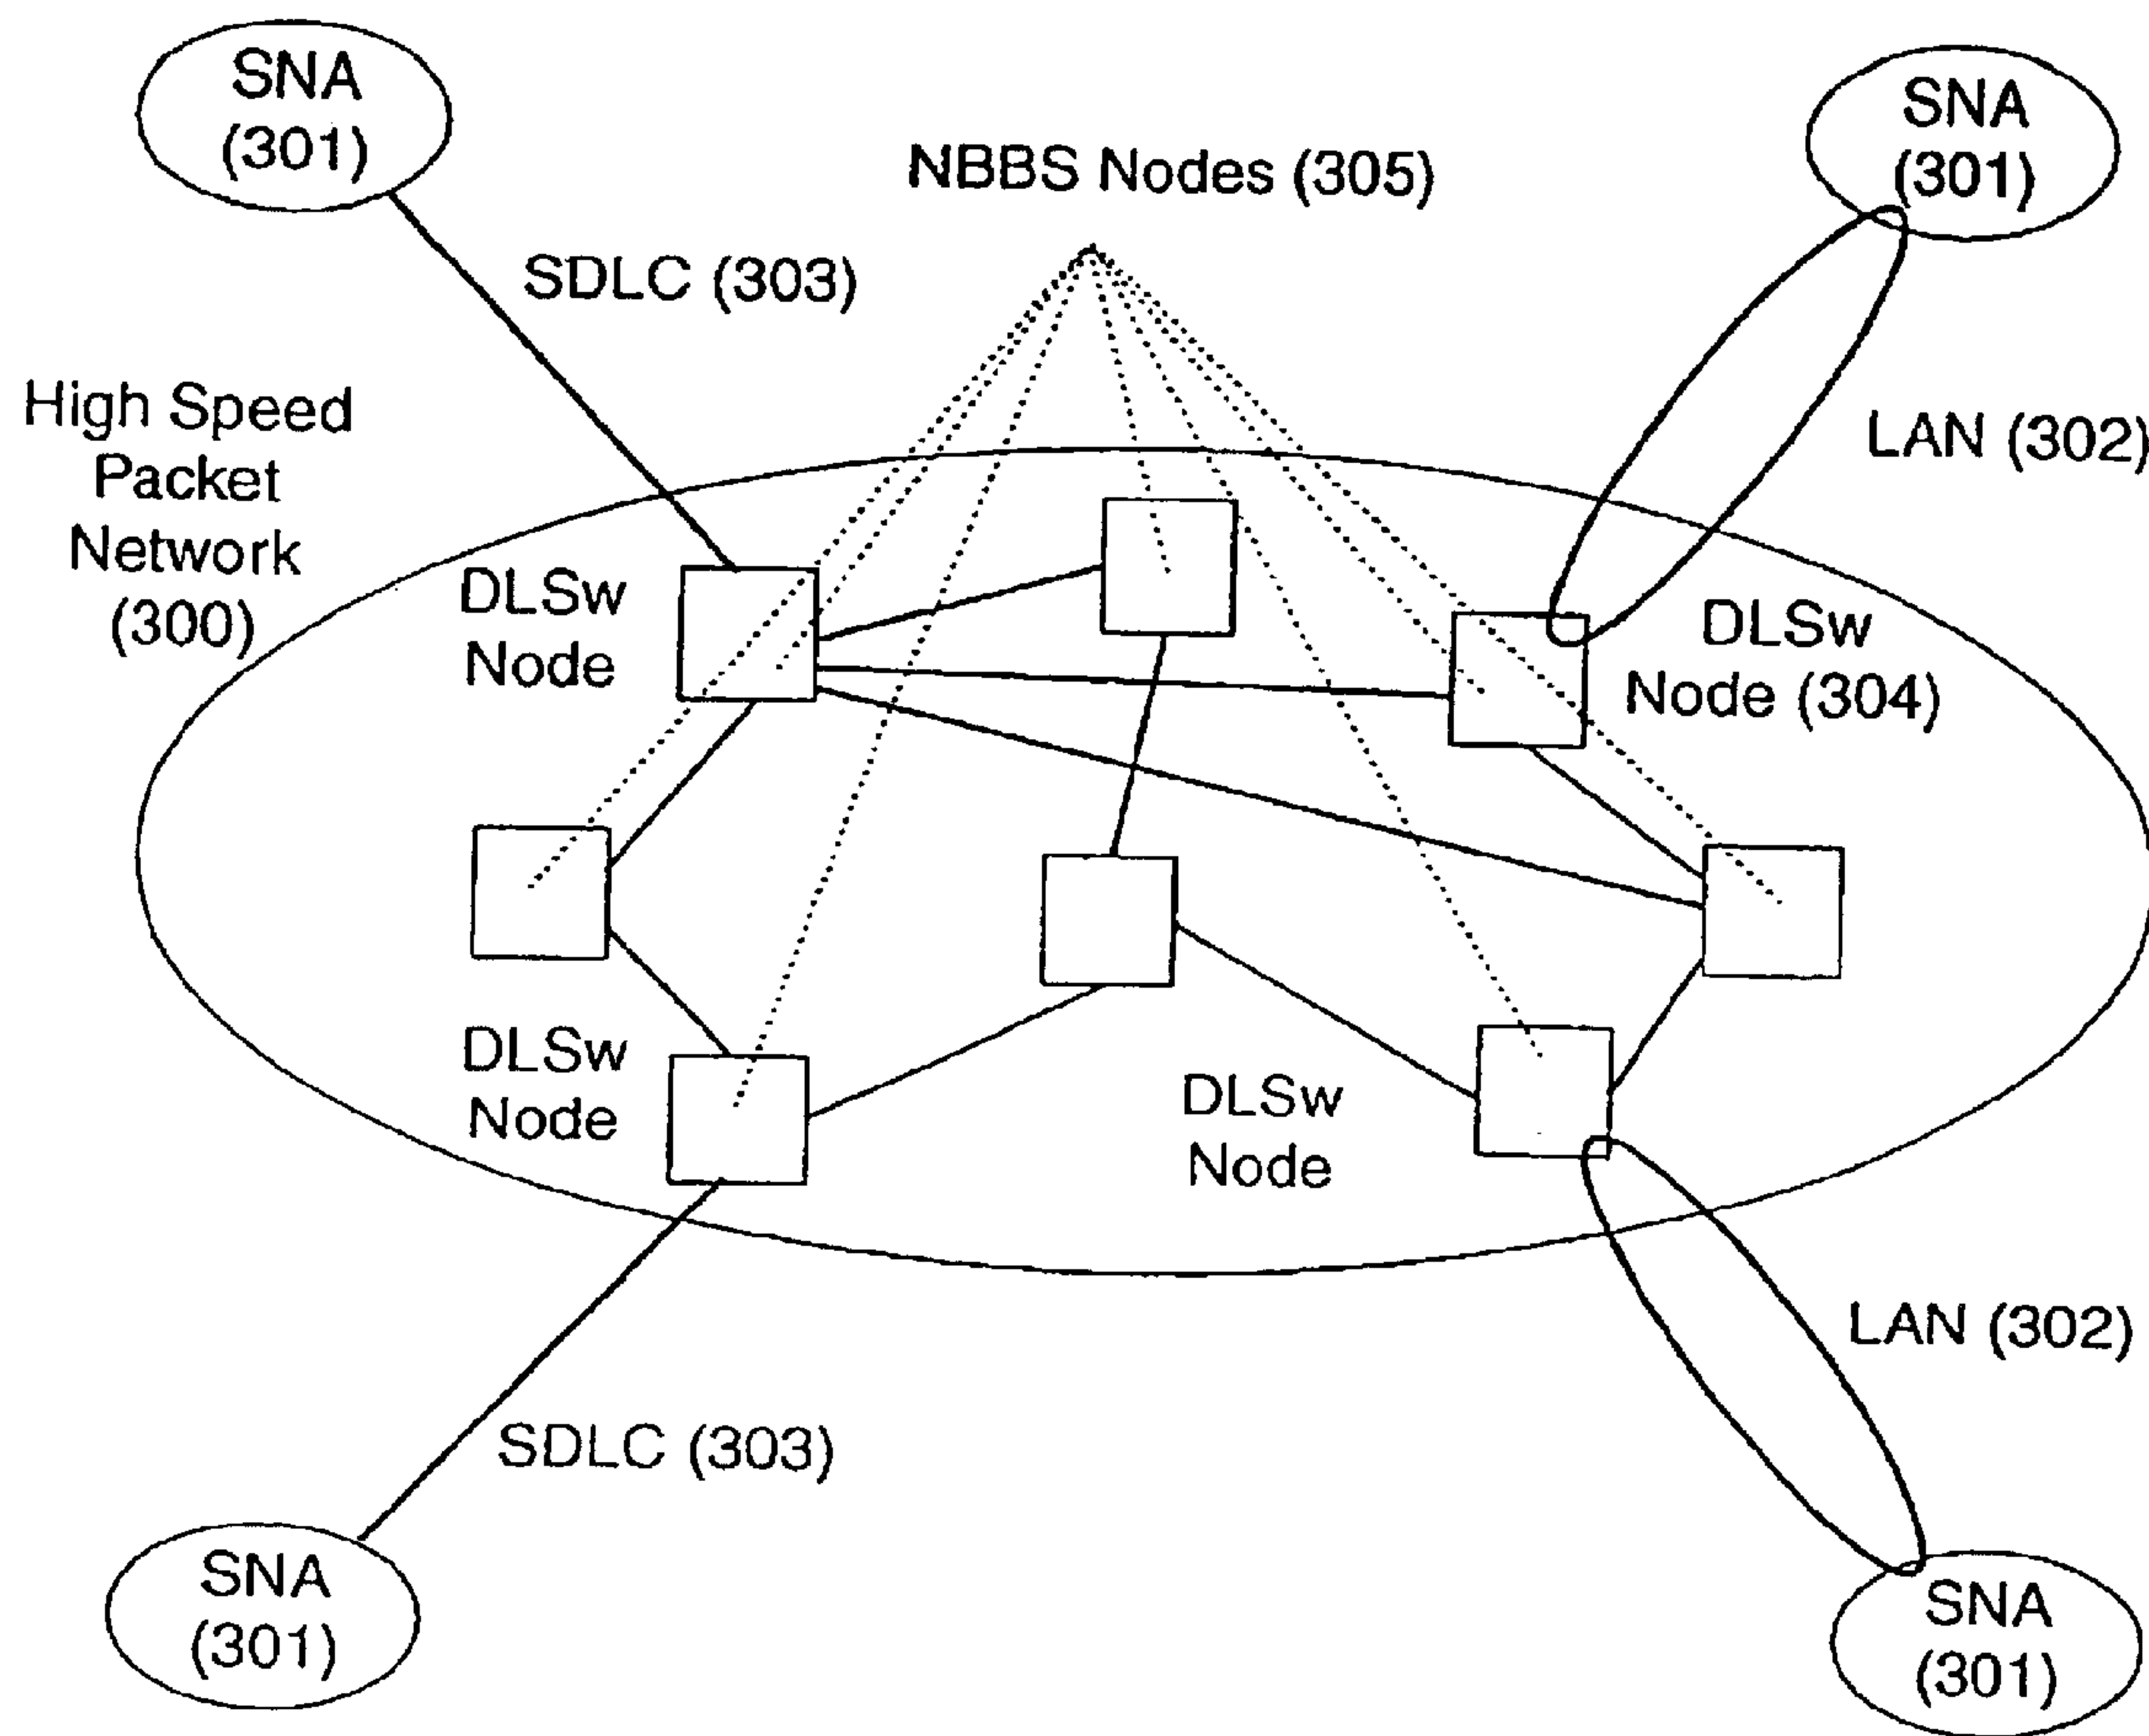 SNA
(301)
SNA
(301)
NBBS Nodes (305)
SDLC (303)
High Speed
Packet
Network
(300)
LAN (302)
DLSw
Node
DLSw
Node (304)
DLSw
Node
DLSw
Node
LAN (302)
SDLC (303)
SNA
(301)
SNA
(301)